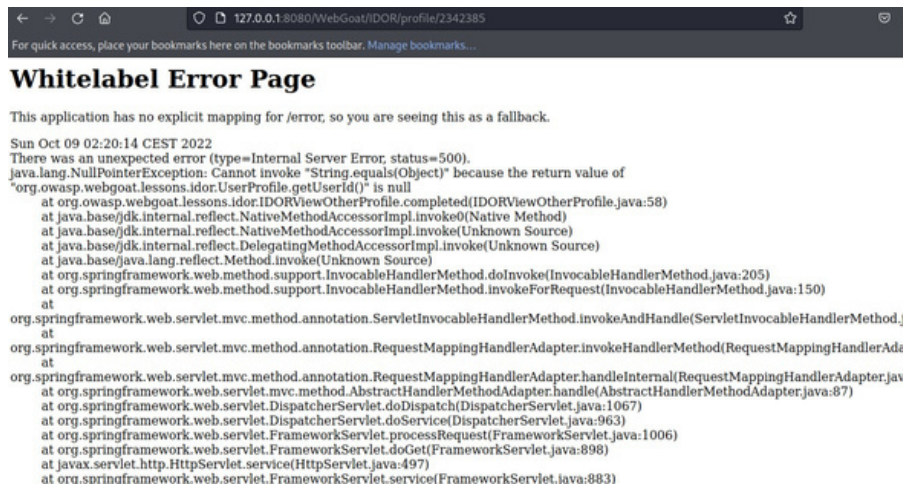 127.0.0.1:8080/WebGoat/IDOR/profile/2342385
For quick access, place your bookmarks here on the bookmarks toolbar. Manage bookmarks...
Whitelabel Error Page
This application has no explicit mapping for /error, so you are seeing this as a fallback.
Sun Oct 09 02:20:14 CEST 2022
There was an unexpected error (type=Internal Server Error, status=500).
java.lang.NullPointerException: Cannot invoke "String.equals(Object)" because the return value of
"org.owasp.webgoat.lessons.idor.UserProfile.getUserId()" is null
at org.owasp.webgoat.lessons.idor.IDORViewOtherProfile.completed(IDORViewOtherProfile.java:58)
at java.base/jdk.internal.reflect.NativeMethodAccessorImpl.invoke0(Native Method)
at java.base/jdk.internal.reflect.NativeMethodAccessorImpl.invoke(Unknown Source)
at java.base/jdk.internal.reflect.DelegatingMethodAccessorImpl.invoke(Unknown Source)
at java.base/java.lang.reflect.Method.invoke(Unknown Source)
at org.springframework.web.method.support.InvocableHandlerMethod.doInvoke(InvocableHandlerMethod.java:205)
at org.springframework.web.method.support.InvocableHandlerMethod.invokeForRequest(InvocableHandlerMethod.java:150)
at
org.springframework.web.servlet.mvc.method.annotation.ServletInvocableHandlerMethod.invokeAndHandle(ServletInvocableHandlerMethod.j
at
org.springframework.web.servlet.mvc.method.annotation.RequestMappingHandlerAdapter.invokeHandlerMethod(RequestMappingHandlerAda
at
org.springframework.web.servlet.mvc.method.annotation.RequestMappingHandlerAdapter.handleInternal(RequestMappingHandlerAdapter.jav
at org.springframework.web.servlet.mvc.method.AbstractHandlerMethodAdapter.handle(AbstractHandlerMethodAdapter.java:87)
at org.springframework.web.servlet.DispatcherServlet.doDispatch(DispatcherServlet.java:1067)
at org.springframework.web.servlet.DispatcherServlet.doService(DispatcherServlet.java:963)
at org.springframework.web.servlet.FrameworkServlet.processRequest(FrameworkServlet.java:1006)
at org.springframework.web.servlet.FrameworkServlet.doGet(FrameworkServlet.java:898)
at javax.servlet.http.HttpServlet.service(HttpServlet.java:497)
at org.springframework.web.servlet.FrameworkServlet.service(FrameworkServlet.java:883)